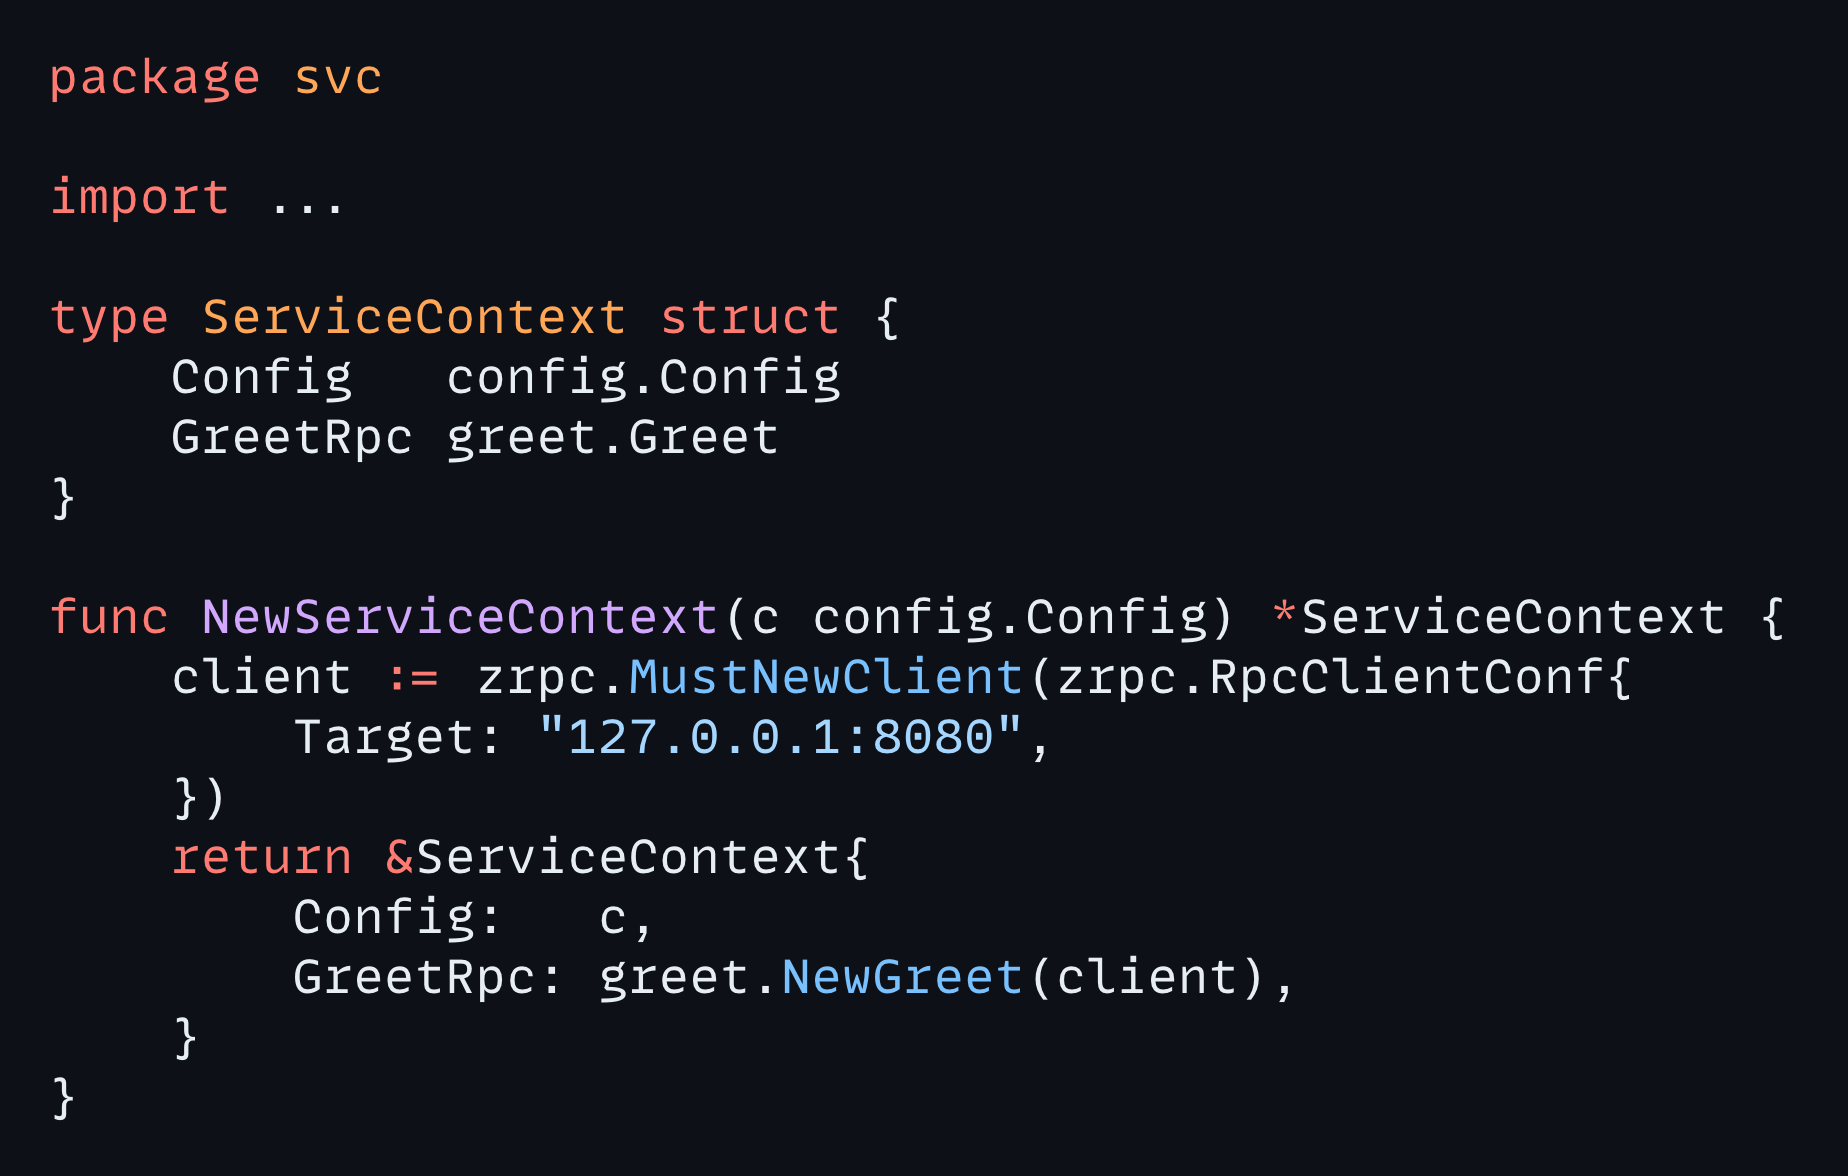 package svc
import ...
type ServiceContext struct {
    Config   config.Config
    GreetRpc greet.Greet
}
func NewServiceContext(c config.Config) *ServiceContext {
    client := zrpc.MustNewClient(zrpc.RpcClientConf{
        Target: "127.0.0.1:8080",
    })
    return &ServiceContext{
        Config:   c,
        GreetRpc: greet.NewGreet(client),
    }
}